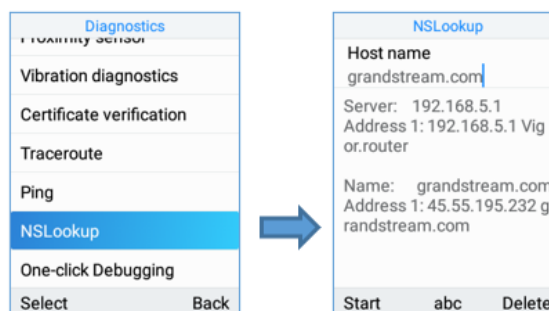 Diagnostics
Proximity sensor
Vibration diagnostics
Certificate verification
Traceroute
Ping
NSLookup
One-click Debugging
Select Back
NSLookup
Host name
grandstream.com
Server: 192.168.5.1
Address 1: 192.168.5.1 Vig
or.router
Name: grandstream.com
Address 1: 45.55.195.232 g
randstream.com
Start abc Delete